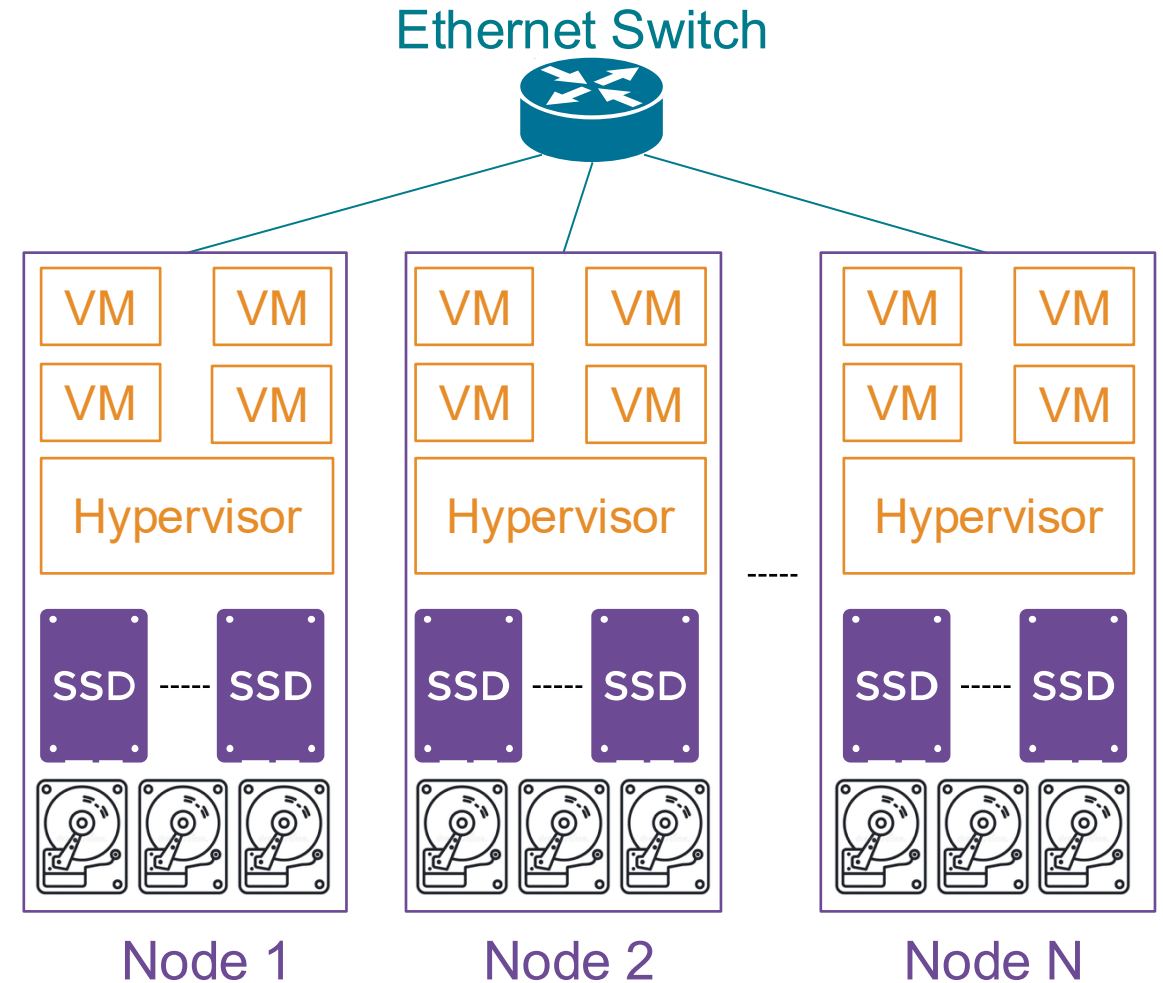 Ethernet Switch
VM VM VM VM VM VM
VM VM VM VM VM VM
Hypervisor Hypervisor Hypervisor
-----
SSD ----- SSD SSD ----- SSD SSD ----- SSD
Node 1 Node 2 Node N